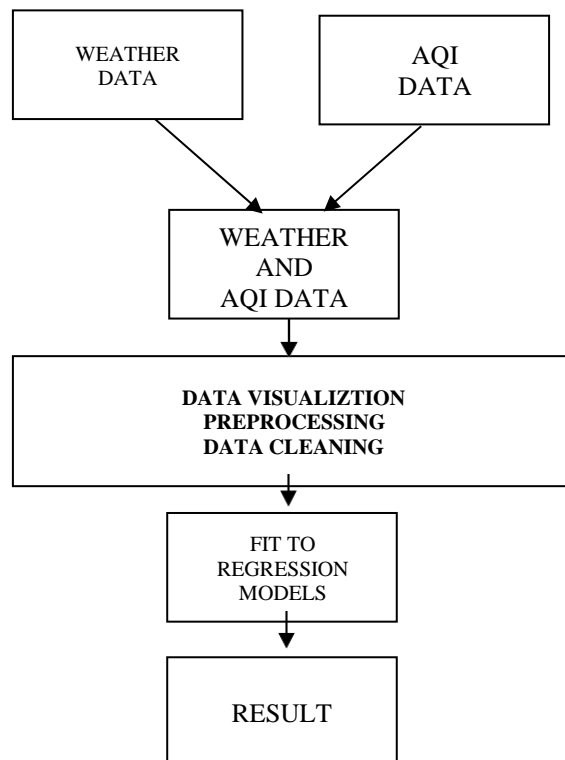 WEATHER
DATA
AQI
DATA
WEATHER
AND
AQI DATA
DATA VISUALIZTION
PREPROCESSING
DATA CLEANING
FIT TO
REGRESSION
MODELS
RESULT